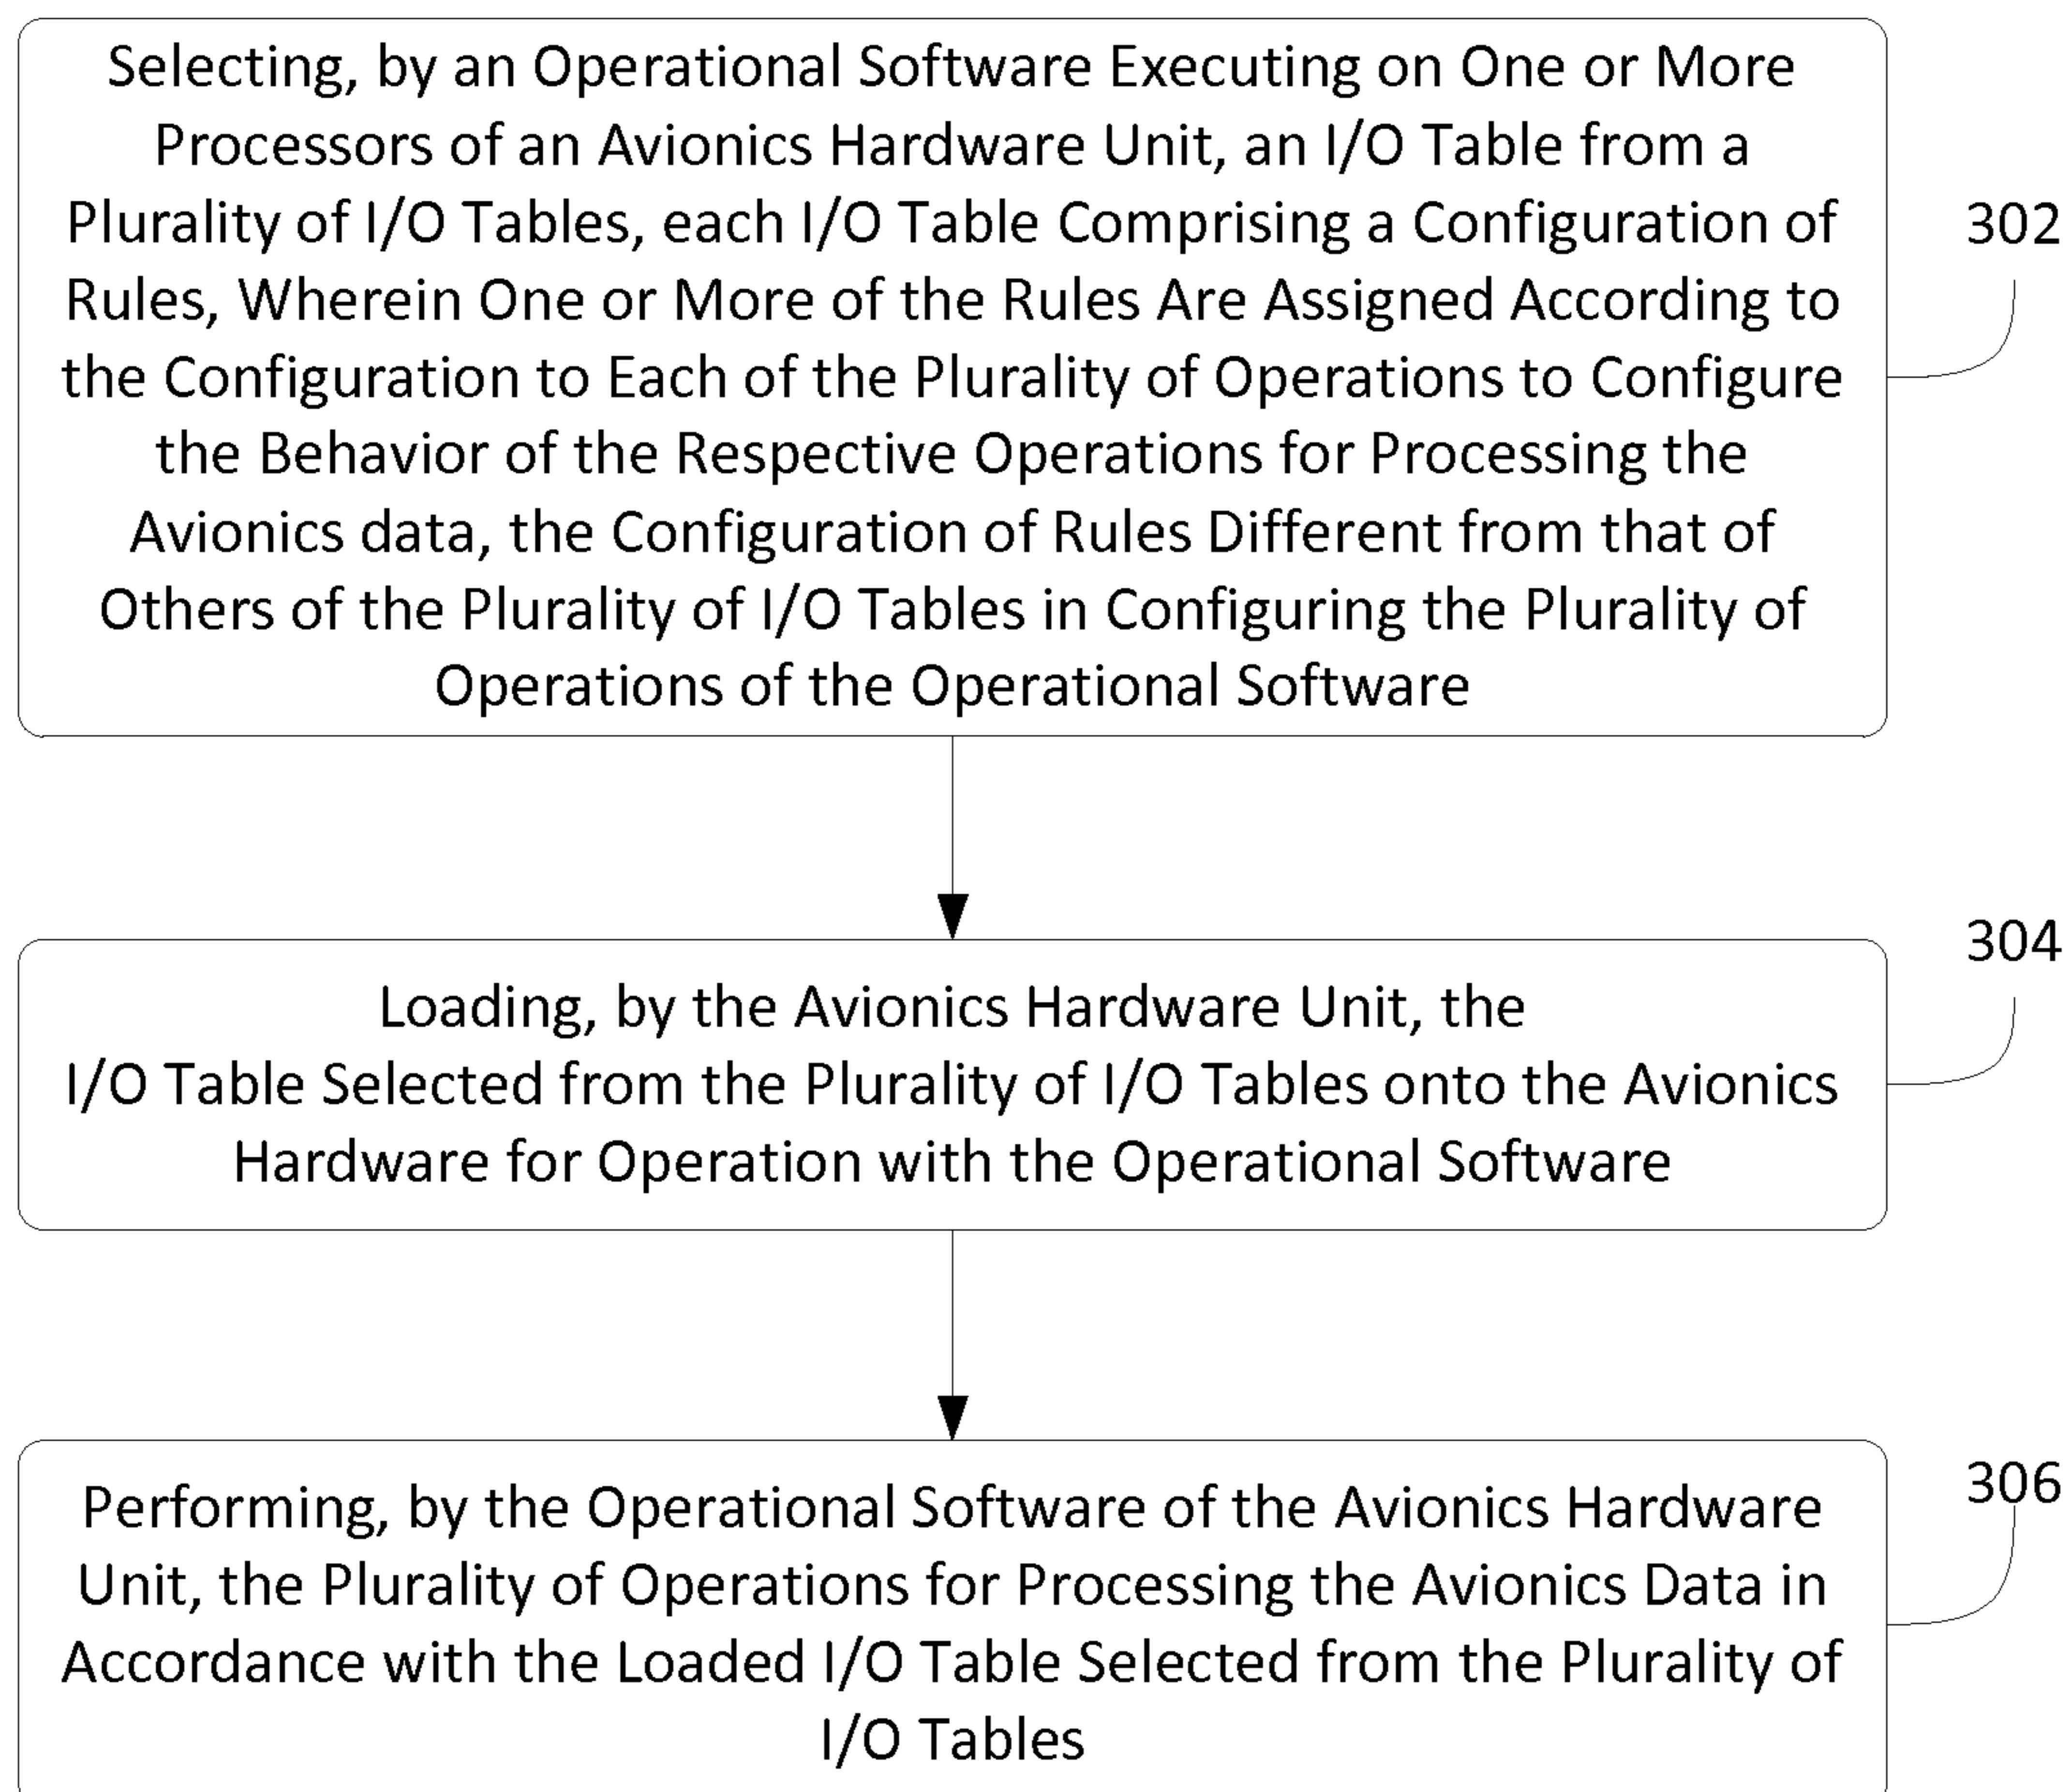 Selecting, by an Operational Software Executing on One or More
Processors of an Avionics Hardware Unit, an I/O Table from a
Plurality of I/O Tables, each I/O Table Comprising a Configuration of
Rules, Wherein One or More of the Rules Are Assigned According to
the Configuration to Each of the Plurality of Operations to Configure
the Behavior of the Respective Operations for Processing the
Avionics data, the Configuration of Rules Different from that of
Others of the Plurality of I/O Tables in Configuring the Plurality of
Operations of the Operational Software
302
Loading, by the Avionics Hardware Unit, the
I/O Table Selected from the Plurality of I/O Tables onto the Avionics
Hardware for Operation with the Operational Software
304
Performing, by the Operational Software of the Avionics Hardware
Unit, the Plurality of Operations for Processing the Avionics Data in
Accordance with the Loaded I/O Table Selected from the Plurality of
I/O Tables
306